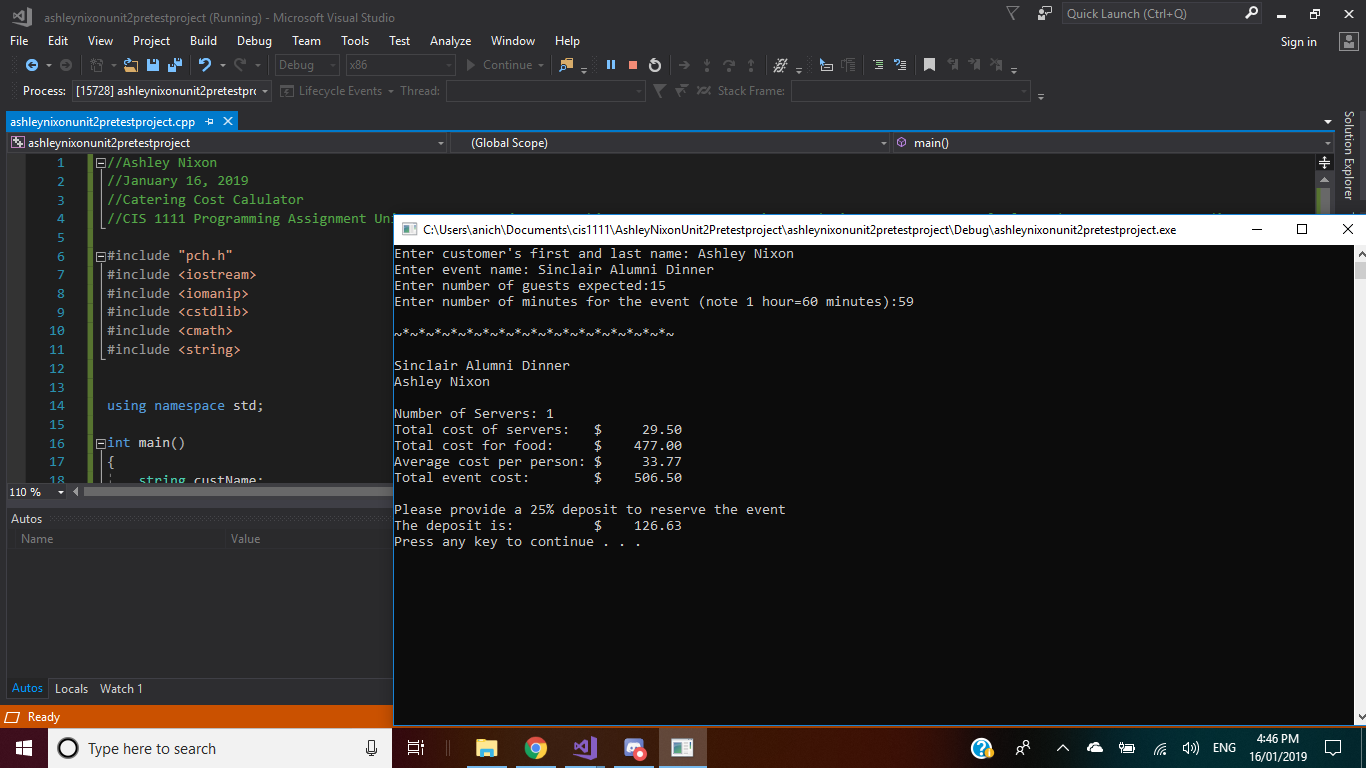 ashleynixonunit2pretestproject (Running) - Microsoft Visual Studio
Quick Launch (Ctrl+Q)
File Edit View Project Build Debug Team Tools Test Analyze Window Help
Sign in
Debug x86 Continue
Process: [15728] ashleynixonunit2pretestpr Lifecycle Events Thread: Stack Frame:
ashleynixonunit2pretestproject.cpp
Solution Explorer
ashleynixonunit2pretestproject (Global Scope) main()
1 //Ashley Nixon
2 //January 16, 2019
3 //Catering Cost Calulator
4 //CIS 1111 Programming Assignment Uni
5
6 #include "pch.h"
7 #include <iostream>
8 #include <iomanip>
9 #include <cstdlib>
10 #include <cmath>
11 #include <string>
12
13
14 using namespace std;
15
16 int main()
17 {
18 string custName;
110 %
Autos
Name Value
Autos Locals Watch 1
Ready
C:\Users\anich\Documents\cis1111\AshleyNixonUnit2Pretestproject\ashleynixonunit2pretestproject\Debug\ashleynixonunit2pretestproject.exe
Enter customer's first and last name: Ashley Nixon
Enter event name: Sinclair Alumni Dinner
Enter number of guests expected:15
Enter number of minutes for the event (note 1 hour=60 minutes):59
~*~*~*~*~*~*~*~*~*~*~*~*~*~*~*~*~*~
Sinclair Alumni Dinner
Ashley Nixon
Number of Servers: 1
Total cost of servers: $ 29.50
Total cost for food: $ 477.00
Average cost per person: $ 33.77
Total event cost: $ 506.50
Please provide a 25% deposit to reserve the event
The deposit is: $ 126.63
Press any key to continue . . .
Type here to search
ENG
4:46 PM
16/01/2019